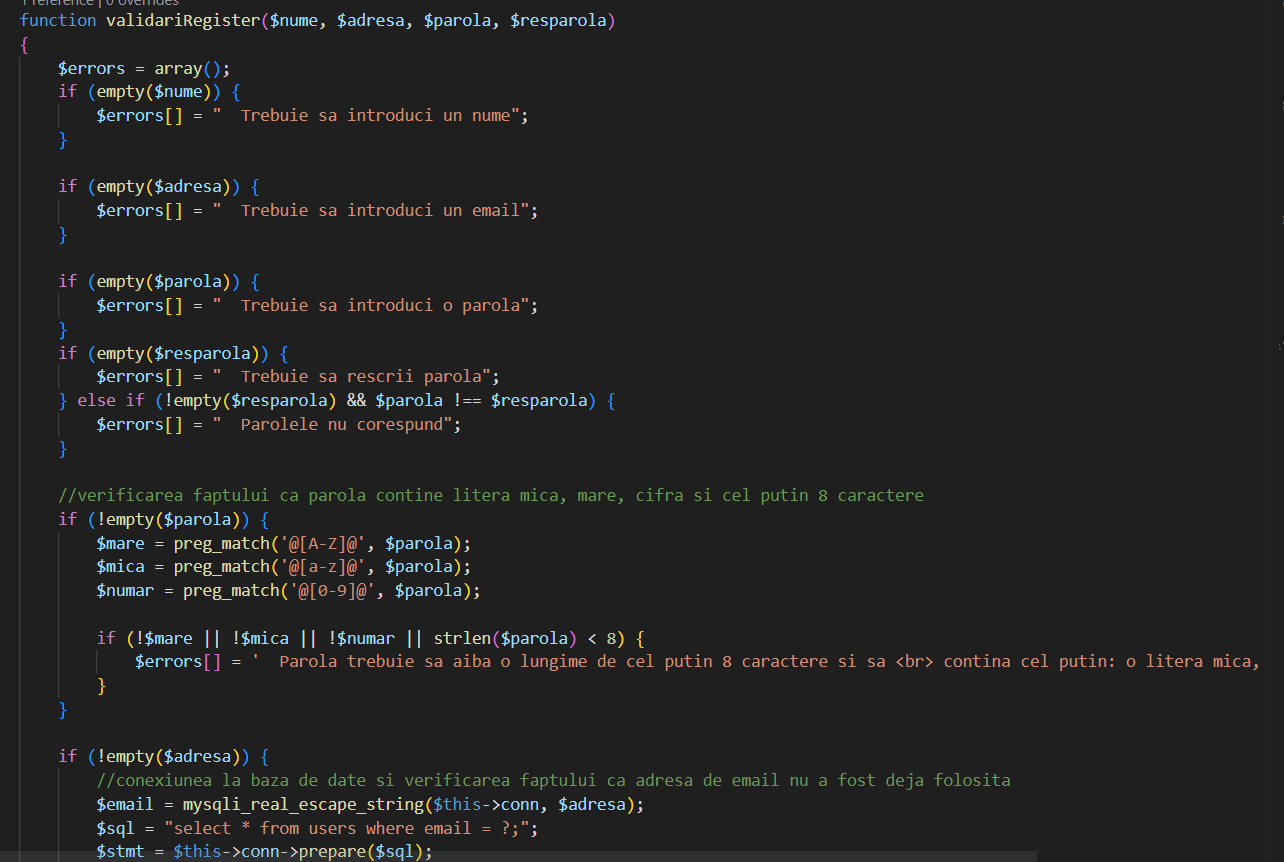 1 reference | 0 overrides
function validariRegister($nume, $adresa, $parola, $resparola)
{
    $errors = array();
    if (empty($nume)) {
        $errors[] = "  Trebuie sa introduci un nume";
    }

    if (empty($adresa)) {
        $errors[] = "  Trebuie sa introduci un email";
    }

    if (empty($parola)) {
        $errors[] = "  Trebuie sa introduci o parola";
    }
    if (empty($resparola)) {
        $errors[] = "  Trebuie sa rescrii parola";
    } else if (!empty($resparola) && $parola !== $resparola) {
        $errors[] = "  Parolele nu corespund";
    }

    //verificarea faptului ca parola contine litera mica, mare, cifra si cel putin 8 caractere
    if (!empty($parola)) {
        $mare = preg_match('@[A-Z]@', $parola);
        $mica = preg_match('@[a-z]@', $parola);
        $numar = preg_match('@[0-9]@', $parola);

        if (!$mare || !$mica || !$numar || strlen($parola) < 8) {
            $errors[] = '  Parola trebuie sa aiba o lungime de cel putin 8 caractere si sa <br> contina cel putin: o litera mica,
        }
    }

    if (!empty($adresa)) {
        //conexiunea la baza de date si verificarea faptului ca adresa de email nu a fost deja folosita
        $email = mysqli_real_escape_string($this->conn, $adresa);
        $sql = "select * from users where email = ?;";
        $stmt = $this->conn->prepare($sql);